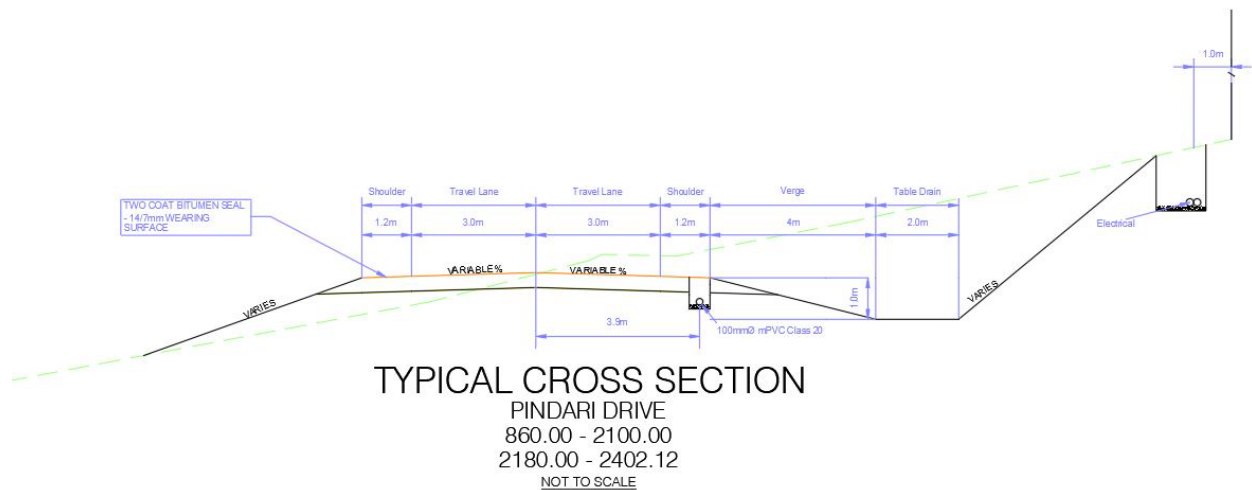 1.0m
Shoulder Travel Lane Travel Lane Shoulder Verge Table Drain
TWO COAT BITUMEN SEAL
- 14/7mm WEARING
SURFACE
1.2m 3.0m 3.0m 1.2m 4m 2.0m
Electrical
VARIABLE % VARIABLE %
VARIES
1.0m
VARIES
3.9m
100mmØ mPVC Class 20
TYPICAL CROSS SECTION
PINDARI DRIVE
860.00 - 2100.00
2180.00 - 2402.12
NOT TO SCALE